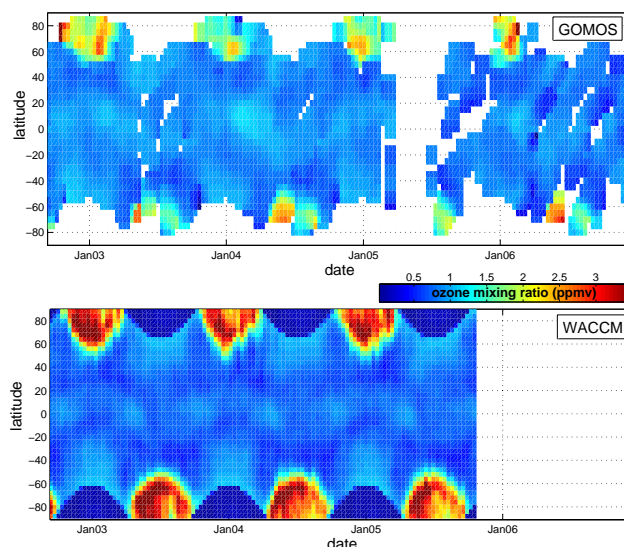 GOMOS
latitude
80
60
40
20
0
−20
−40
−60
−80
Jan03 Jan04 Jan05 Jan06
date
0.5 1 1.5 2 2.5 3
ozone mixing ratio (ppmv)
WACCM
latitude
80
60
40
20
0
−20
−40
−60
−80
Jan03 Jan04 Jan05 Jan06
date